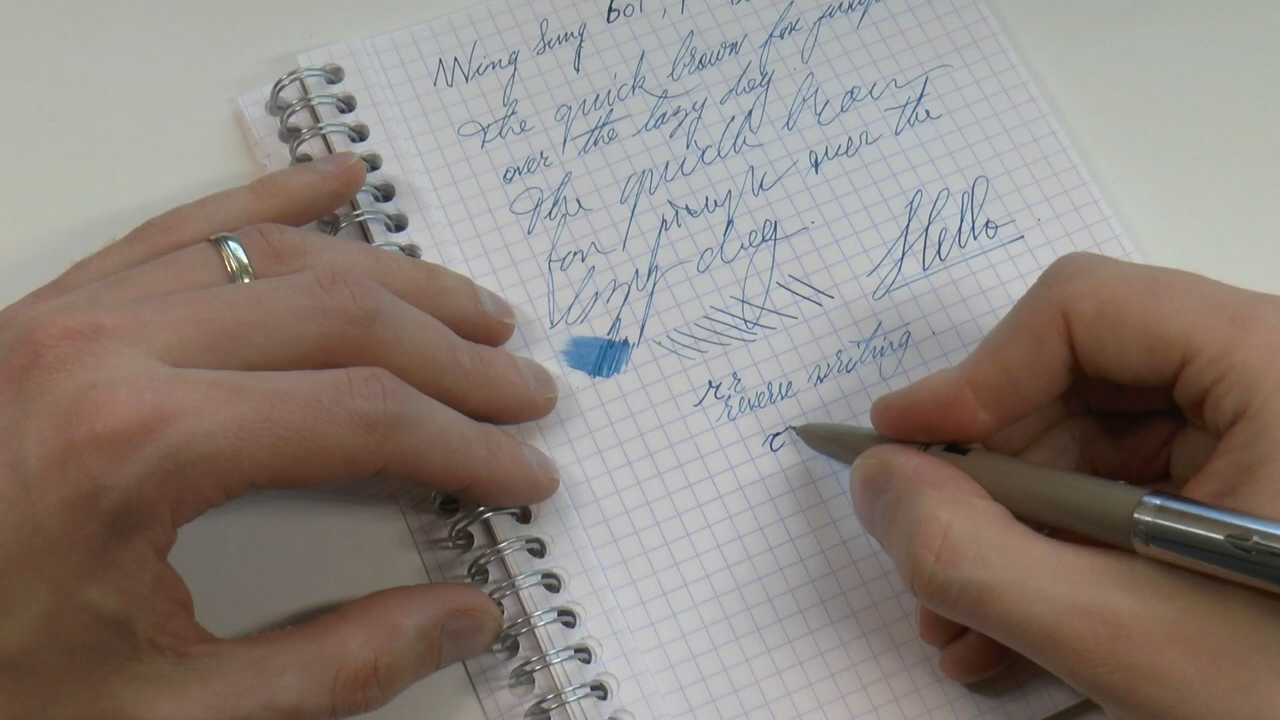 Wing Sung 601,
The quick brown fox jumps
over the lazy dog.
The quick brown
fox jumps over the
lazy dog.
Hello
rr
reverse writing
r